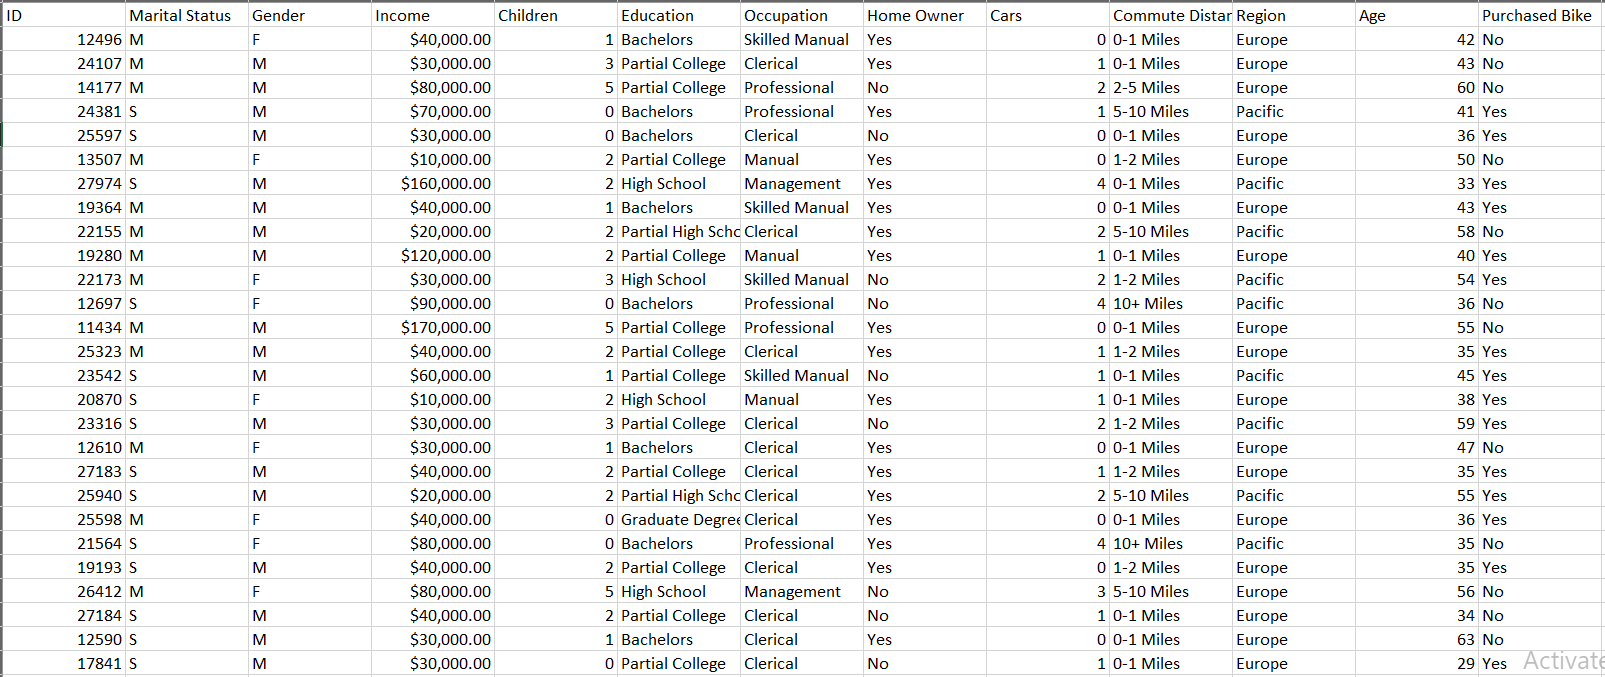 ID Marital Status Gender Income Children Education Occupation Home Owner Cars Commute Distan Region Age Purchased Bike
12496 M F $40,000.00 1 Bachelors Skilled Manual Yes 0 0-1 Miles Europe 42 No
24107 M M $30,000.00 3 Partial College Clerical Yes 1 0-1 Miles Europe 43 No
14177 M M $80,000.00 5 Partial College Professional No 2 2-5 Miles Europe 60 No
24381 S M $70,000.00 0 Bachelors Professional Yes 1 5-10 Miles Pacific 41 Yes
25597 S M $30,000.00 0 Bachelors Clerical No 0 0-1 Miles Europe 36 Yes
13507 M F $10,000.00 2 Partial College Manual Yes 0 1-2 Miles Europe 50 No
27974 S M $160,000.00 2 High School Management Yes 4 0-1 Miles Pacific 33 Yes
19364 M M $40,000.00 1 Bachelors Skilled Manual Yes 0 0-1 Miles Europe 43 Yes
22155 M M $20,000.00 2 Partial High Scho Clerical Yes 2 5-10 Miles Pacific 58 No
19280 M M $120,000.00 2 Partial College Manual Yes 1 0-1 Miles Europe 40 Yes
22173 M F $30,000.00 3 High School Skilled Manual No 2 1-2 Miles Pacific 54 Yes
12697 S F $90,000.00 0 Bachelors Professional No 4 10+ Miles Pacific 36 No
11434 M M $170,000.00 5 Partial College Professional Yes 0 0-1 Miles Europe 55 No
25323 M M $40,000.00 2 Partial College Clerical Yes 1 1-2 Miles Europe 35 Yes
23542 S M $60,000.00 1 Partial College Skilled Manual No 1 0-1 Miles Pacific 45 Yes
20870 S F $10,000.00 2 High School Manual Yes 1 0-1 Miles Europe 38 Yes
23316 S M $30,000.00 3 Partial College Clerical No 2 1-2 Miles Pacific 59 Yes
12610 M F $30,000.00 1 Bachelors Clerical Yes 0 0-1 Miles Europe 47 No
27183 S M $40,000.00 2 Partial College Clerical Yes 1 1-2 Miles Europe 35 Yes
25940 S M $20,000.00 2 Partial High Scho Clerical Yes 2 5-10 Miles Pacific 55 Yes
25598 M F $40,000.00 0 Graduate Degree Clerical Yes 0 0-1 Miles Europe 36 Yes
21564 S F $80,000.00 0 Bachelors Professional Yes 4 10+ Miles Pacific 35 No
19193 S M $40,000.00 2 Partial College Clerical Yes 0 1-2 Miles Europe 35 Yes
26412 M F $80,000.00 5 High School Management No 3 5-10 Miles Europe 56 No
27184 S M $40,000.00 2 Partial College Clerical No 1 0-1 Miles Europe 34 No
12590 S M $30,000.00 1 Bachelors Clerical Yes 0 0-1 Miles Europe 63 No
17841 S M $30,000.00 0 Partial College Clerical No 1 0-1 Miles Europe 29 Yes
Activate